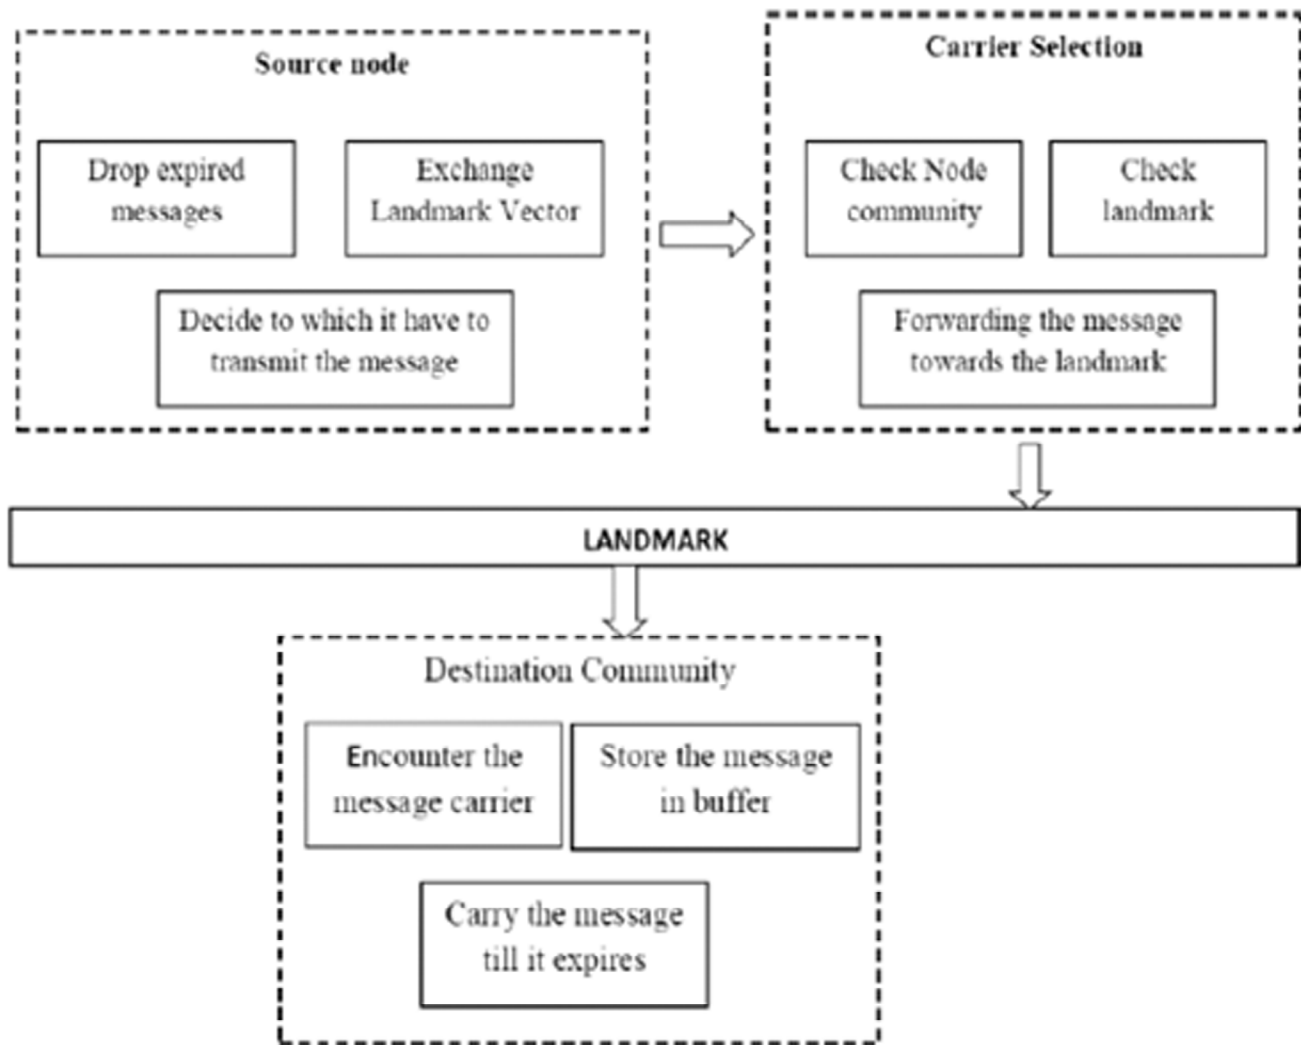 Source node
Drop expired
messages
Exchange
Landmark Vector
Decide to which it have to
transmit the message
Carrier Selection
Check Node
community
Check
landmark
Forwarding the message
towards the landmark
LANDMARK
Destination Community
Encounter the
message carrier
Store the message
in buffer
Carry the message
till it expires